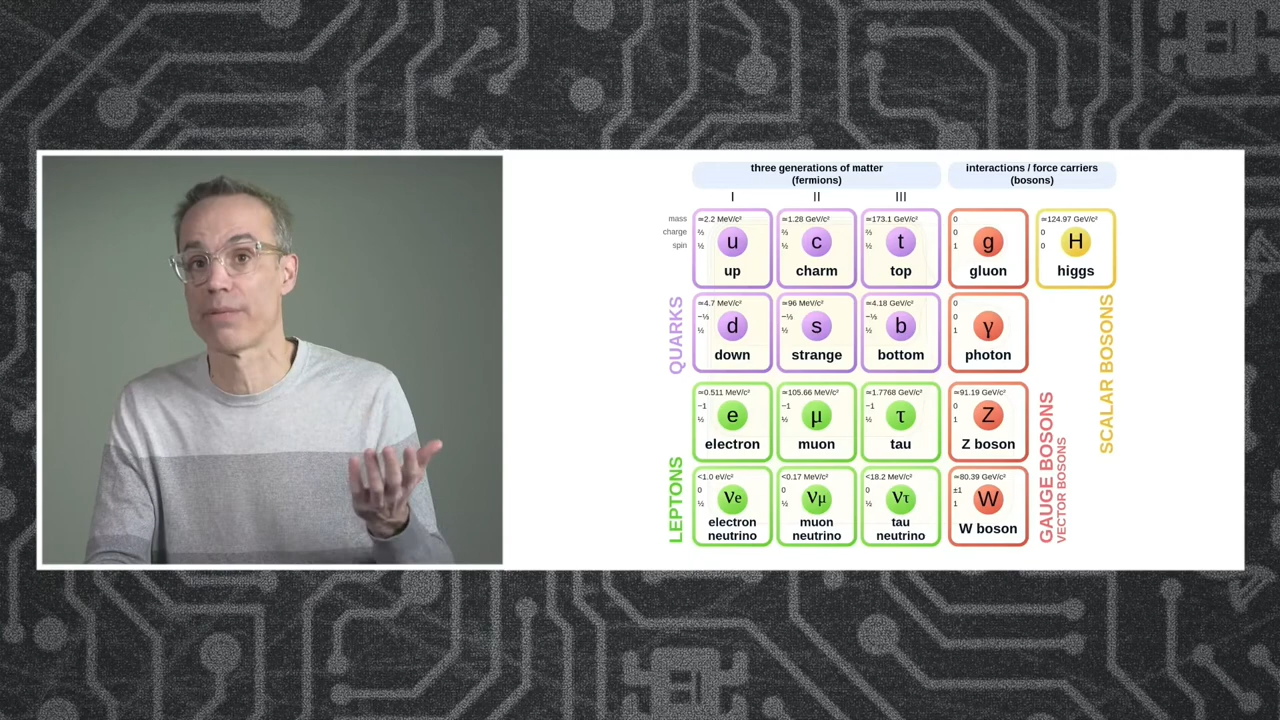 three generations of matter
(fermions)
interactions / force carriers
(bosons)
I
II
III
mass
charge
spin
≃2.2 MeV/c²
⅔
½
u
up
≃1.28 GeV/c²
⅔
½
c
charm
≃173.1 GeV/c²
⅔
½
t
top
0
0
1
g
gluon
≃124.97 GeV/c²
0
0
H
higgs
QUARKS
≃4.7 MeV/c²
−⅓
½
d
down
≃96 MeV/c²
−⅓
½
s
strange
≃4.18 GeV/c²
−⅓
½
b
bottom
0
0
1
γ
photon
SCALAR BOSONS
LEPTONS
≃0.511 MeV/c²
−1
½
e
electron
≃105.66 MeV/c²
−1
½
μ
muon
≃1.7768 GeV/c²
−1
½
τ
tau
≃91.19 GeV/c²
0
1
Z
Z boson
GAUGE BOSONS
VECTOR BOSONS
<1.0 eV/c²
0
½
νe
electron
neutrino
<0.17 MeV/c²
0
½
νμ
muon
neutrino
<18.2 MeV/c²
0
½
ντ
tau
neutrino
≃80.39 GeV/c²
±1
1
W
W boson